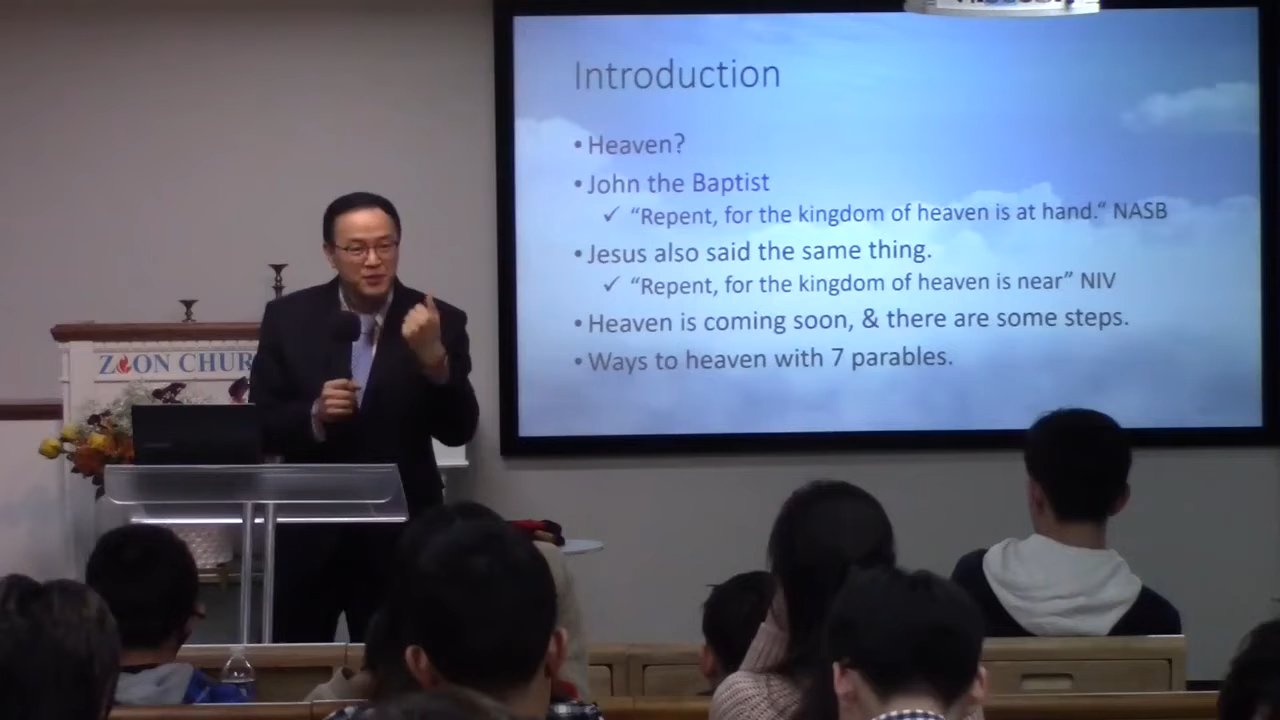 Introduction
• Heaven?
• John the Baptist
✓ “Repent, for the kingdom of heaven is at hand.“ NASB
• Jesus also said the same thing.
✓ “Repent, for the kingdom of heaven is near” NIV
• Heaven is coming soon, & there are some steps.
• Ways to heaven with 7 parables.
ZION CHUR